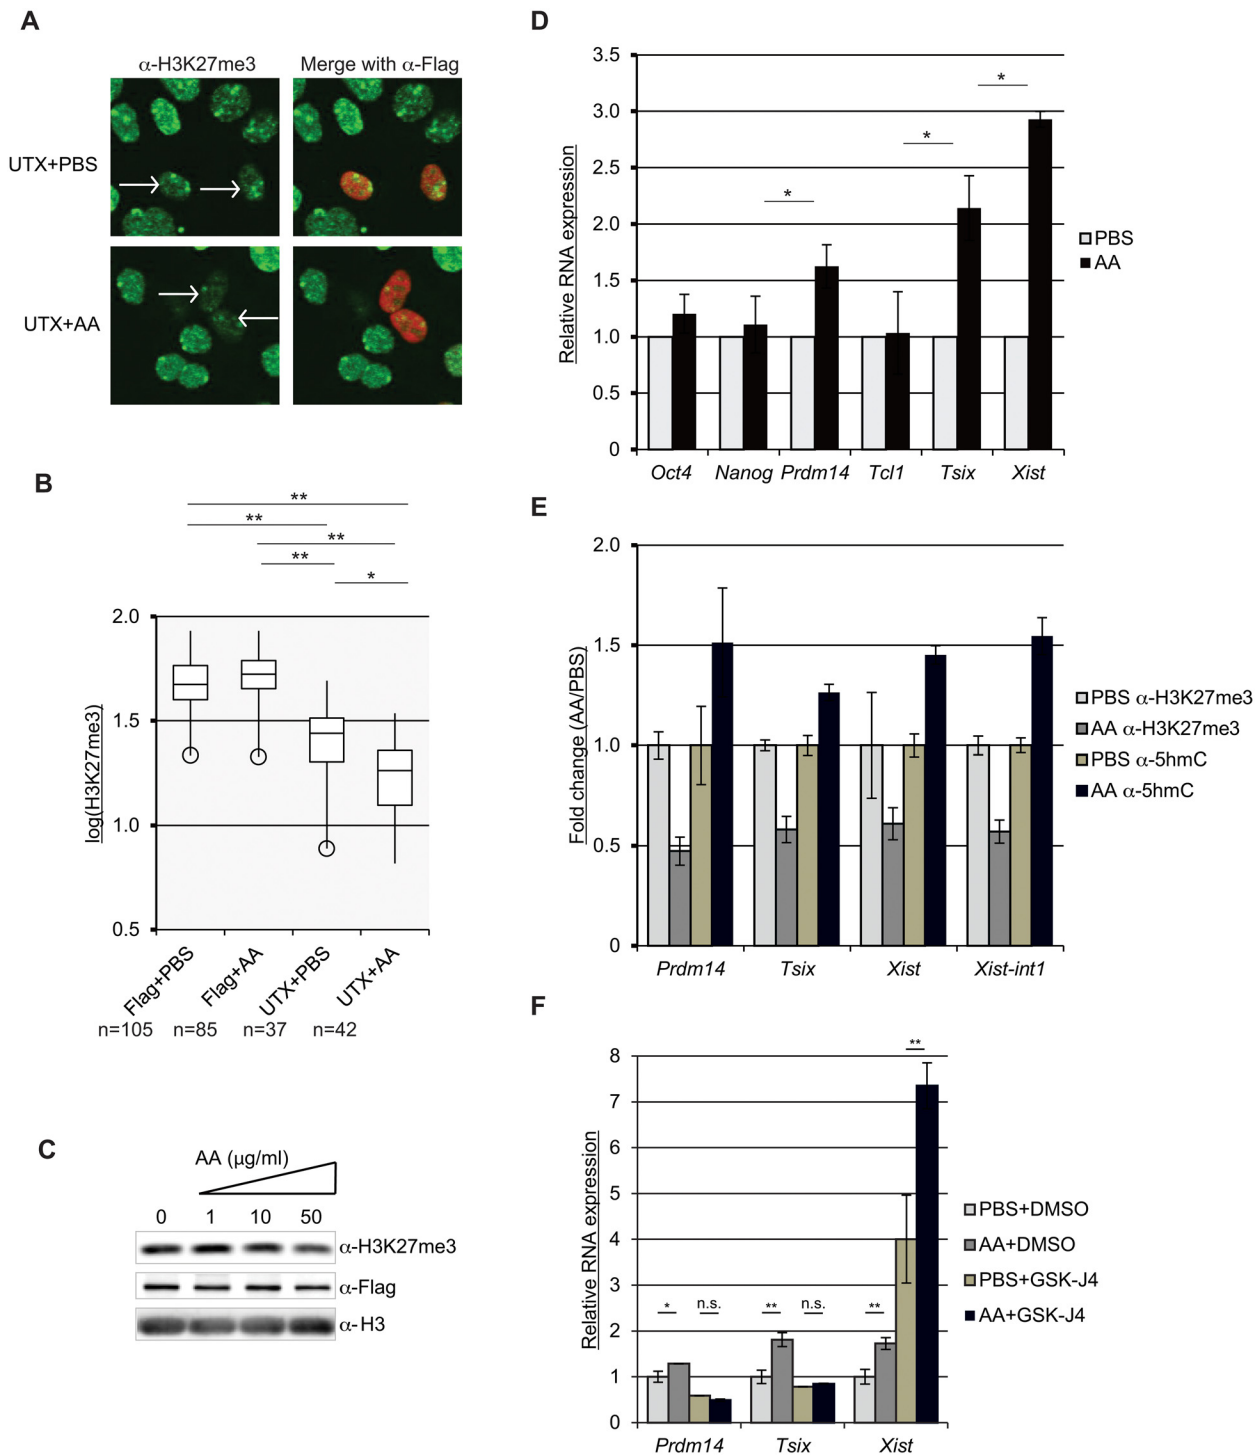 A
α-H3K27me3 Merge with α-Flag
UTX+PBS
UTX+AA
B
** 
**
**
**
*
log(H3K27me3)
2.0
1.5
1.0
0.5
Flag+PBS
Flag+AA
UTX+PBS
UTX+AA
n=105 n=85 n=37 n=42
C
AA (μg/ml)
0 1 10 50
α-H3K27me3
α-Flag
α-H3
D
Relative RNA expression
3.5
3.0
2.5
2.0
1.5
1.0
0.5
0
*
*
*
Oct4 Nanog Prdm14 Tcl1 Tsix Xist
PBS
AA
E
Fold change (AA/PBS)
2.0
1.5
1.0
0.5
0
Prdm14 Tsix Xist Xist-int1
PBS α-H3K27me3
AA α-H3K27me3
PBS α-5hmC
AA α-5hmC
F
Relative RNA expression
8
7
6
5
4
3
2
1
0
**
* n.s. ** n.s. **
Prdm14 Tsix Xist
PBS+DMSO
AA+DMSO
PBS+GSK-J4
AA+GSK-J4